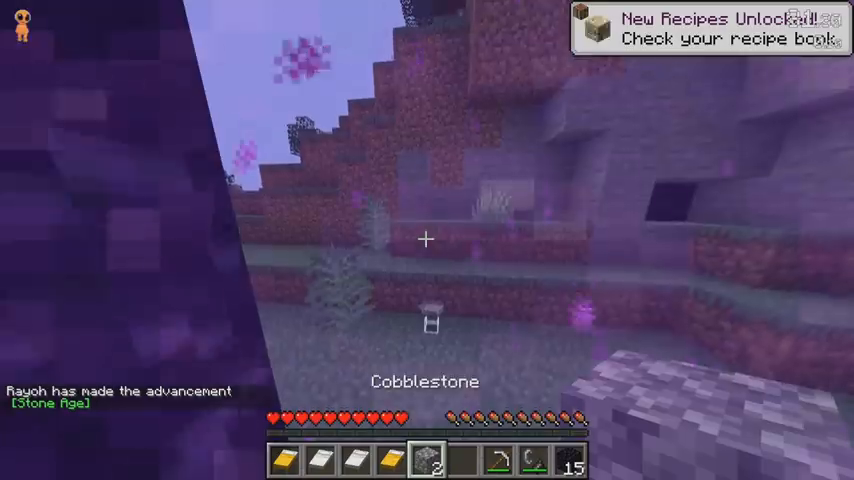 New Recipes Unlocked!
Check your recipe book
Cobblestone
Rayoh has made the advancement
[Stone Age]
2
15